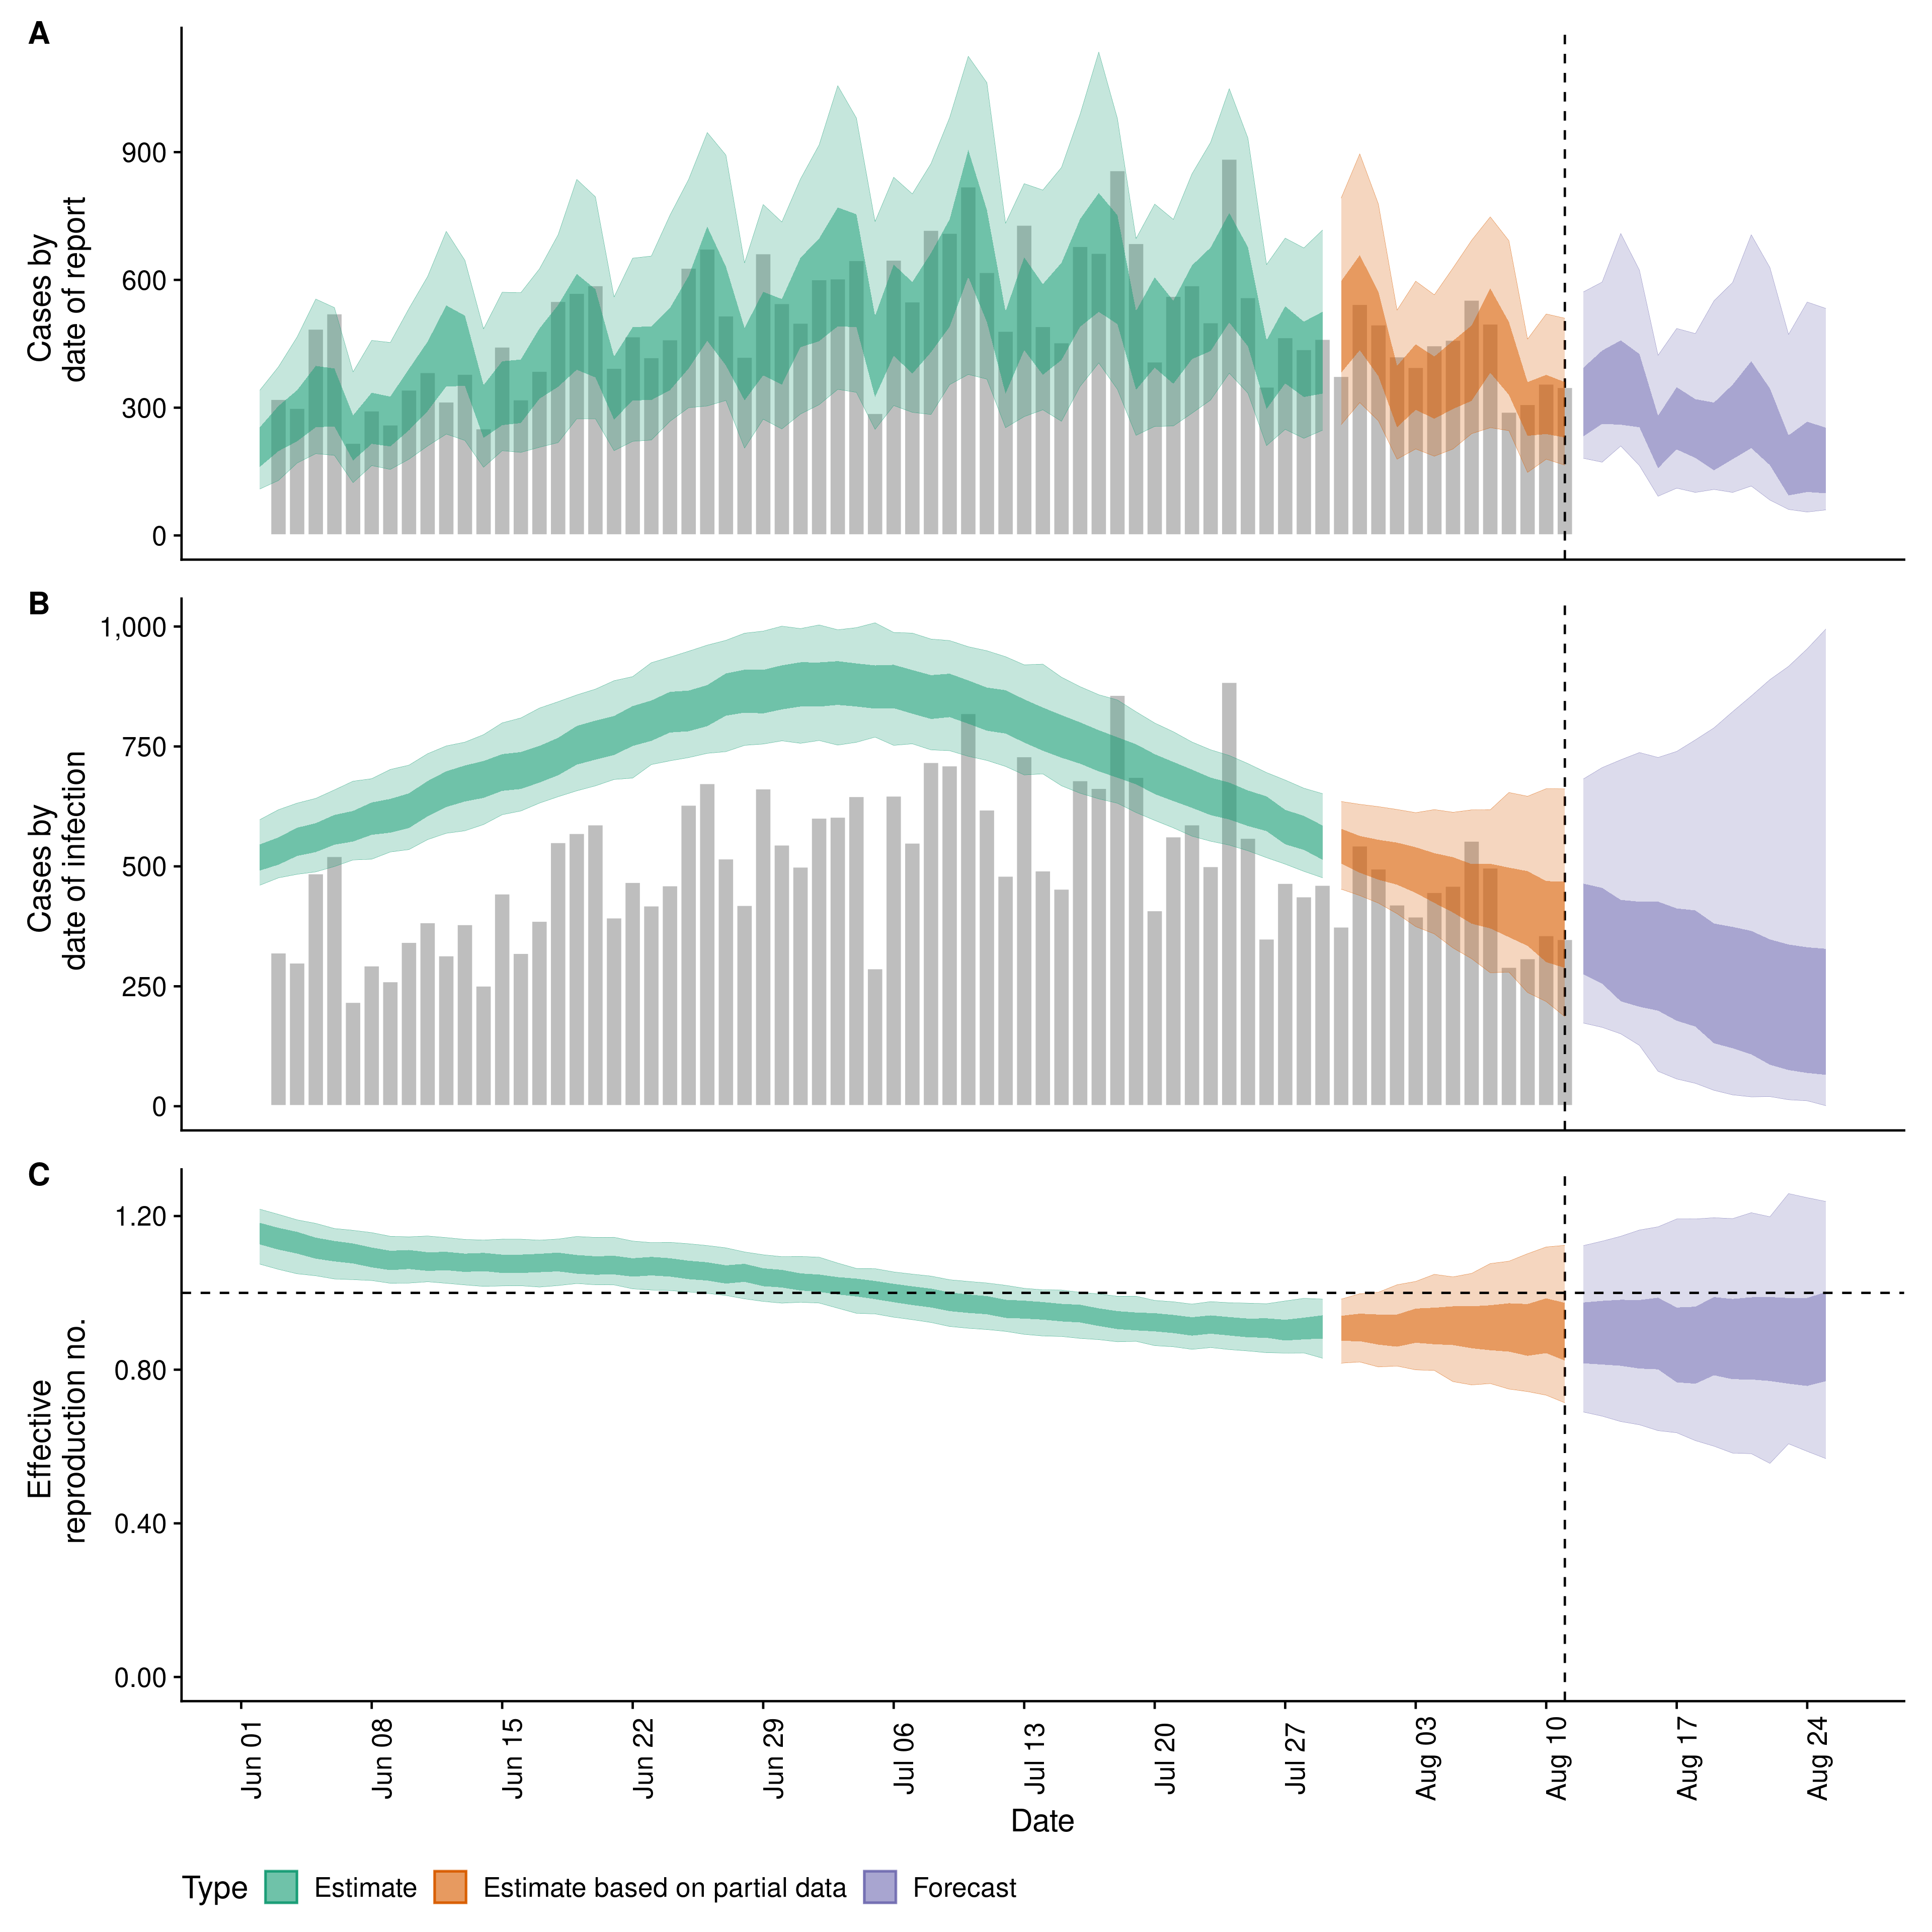 A
Cases by
date of report
900
600
300
0
B
Cases by
date of infection
1,000
750
500
250
0
C
Effective
reproduction no.
1.20
0.80
0.40
0.00
Jun 01
Jun 08
Jun 15
Jun 22
Jun 29
Jul 06
Jul 13
Jul 20
Jul 27
Aug 03
Aug 10
Aug 17
Aug 24
Date
Type Estimate Estimate based on partial data Forecast